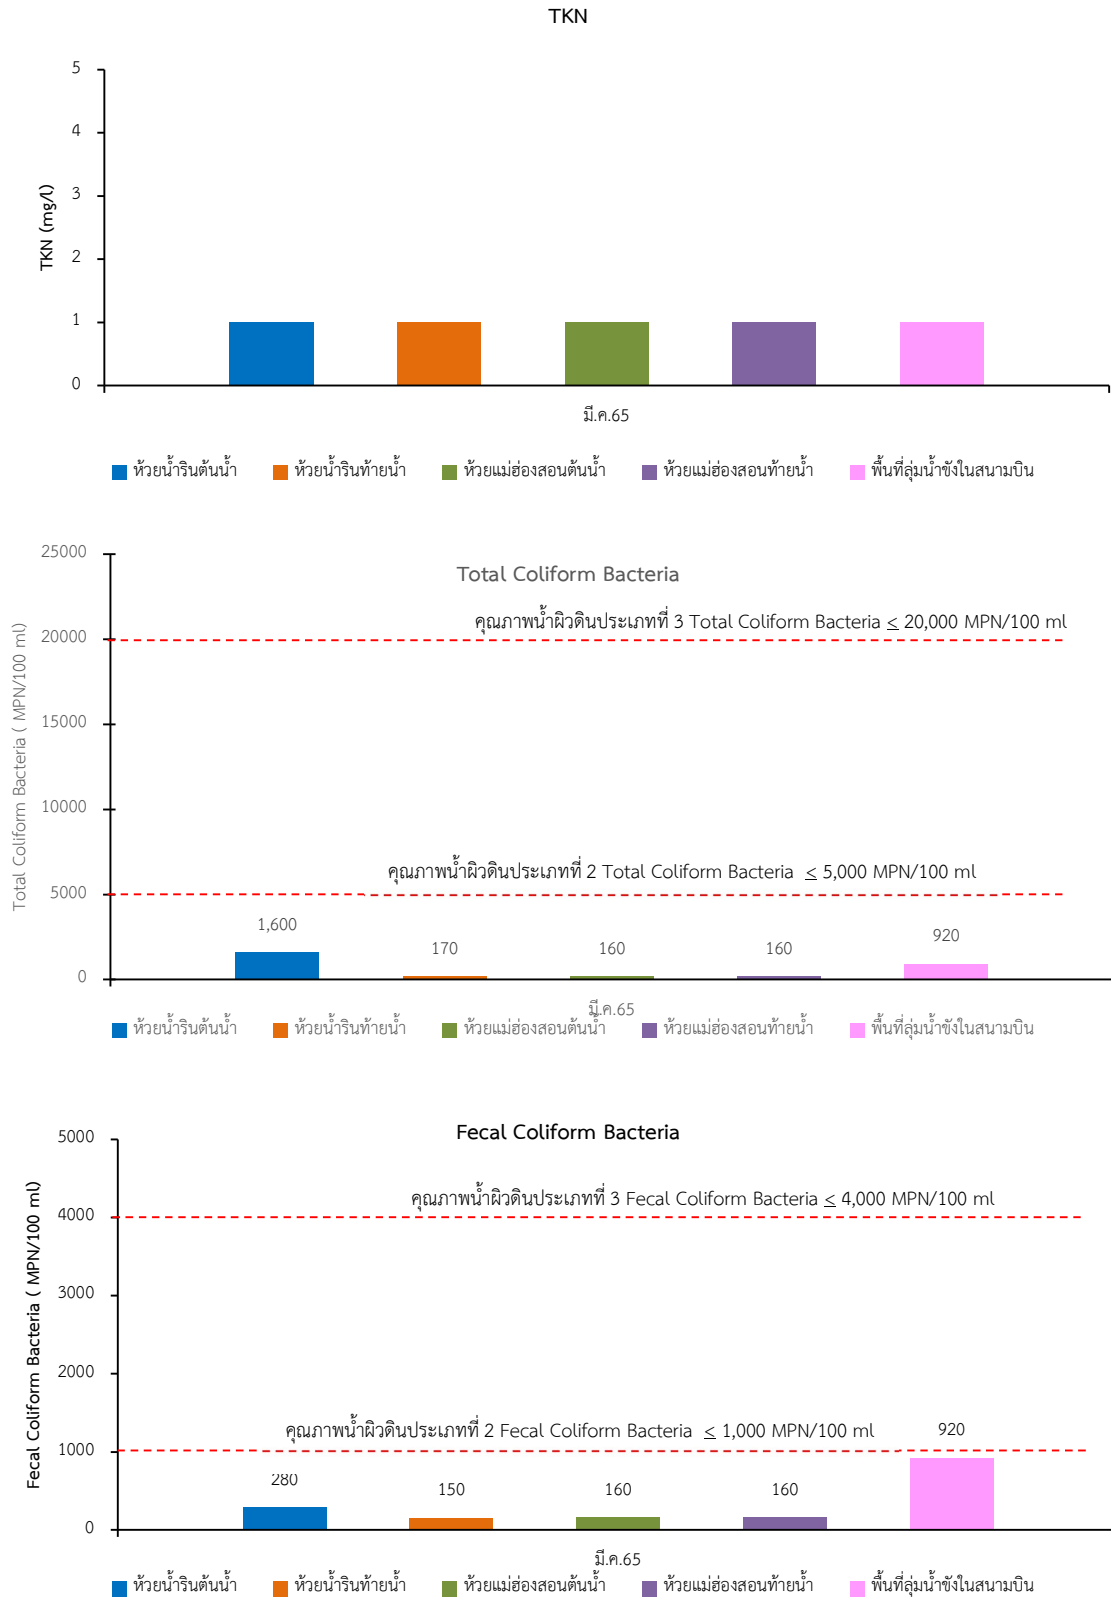 TKN
5
4
3
2
1
0
TKN (mg/l)
มี.ค.65
ห้วยน้ำรินต้นน้ำ ห้วยน้ำรินท้ายน้ำ ห้วยแม่ฮ่องสอนต้นน้ำ ห้วยแม่ฮ่องสอนท้ายน้ำ พื้นที่ลุ่มน้ำขังในสนามบิน
Total Coliform Bacteria
25000
20000
15000
10000
5000
0
Total Coliform Bacteria ( MPN/100 ml)
คุณภาพน้ำผิวดินประเภทที่ 3 Total Coliform Bacteria ≤ 20,000 MPN/100 ml
คุณภาพน้ำผิวดินประเภทที่ 2 Total Coliform Bacteria ≤ 5,000 MPN/100 ml
1,600 170 160 160 920
มี.ค.65
ห้วยน้ำรินต้นน้ำ ห้วยน้ำรินท้ายน้ำ ห้วยแม่ฮ่องสอนต้นน้ำ ห้วยแม่ฮ่องสอนท้ายน้ำ พื้นที่ลุ่มน้ำขังในสนามบิน
Fecal Coliform Bacteria
5000
4000
3000
2000
1000
0
Fecal Coliform Bacteria ( MPN/100 ml)
คุณภาพน้ำผิวดินประเภทที่ 3 Fecal Coliform Bacteria ≤ 4,000 MPN/100 ml
คุณภาพน้ำผิวดินประเภทที่ 2 Fecal Coliform Bacteria ≤ 1,000 MPN/100 ml
280 150 160 160 920
มี.ค.65
ห้วยน้ำรินต้นน้ำ ห้วยน้ำรินท้ายน้ำ ห้วยแม่ฮ่องสอนต้นน้ำ ห้วยแม่ฮ่องสอนท้ายน้ำ พื้นที่ลุ่มน้ำขังในสนามบิน